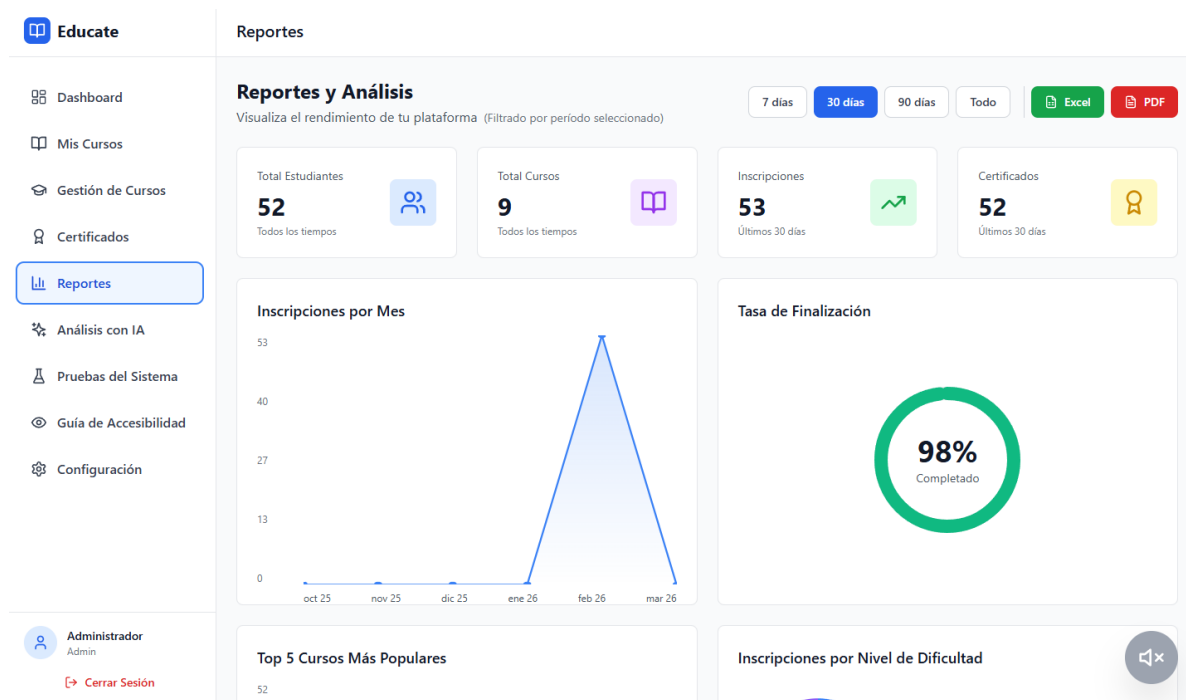 Educate
Reportes
Dashboard
Mis Cursos
Gestión de Cursos
Certificados
Reportes
Análisis con IA
Pruebas del Sistema
Guía de Accesibilidad
Configuración
Administrador
Admin
Cerrar Sesión
Reportes y Análisis
Visualiza el rendimiento de tu plataforma (Filtrado por período seleccionado)
7 días 30 días 90 días Todo Excel PDF
Total Estudiantes
52
Todos los tiempos
Total Cursos
9
Todos los tiempos
Inscripciones
53
Últimos 30 días
Certificados
52
Últimos 30 días
Inscripciones por Mes
53
40
27
13
0
oct 25 nov 25 dic 25 ene 26 feb 26 mar 26
Tasa de Finalización
98%
Completado
Top 5 Cursos Más Populares
52
Inscripciones por Nivel de Dificultad